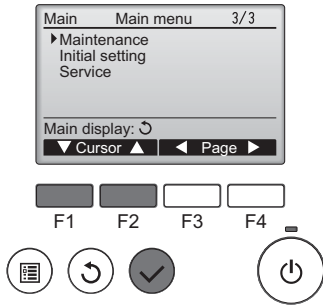 Main Main menu 3/3
Maintenance
Initial setting
Service
Main display:
Cursor Page
F1 F2 F3 F4